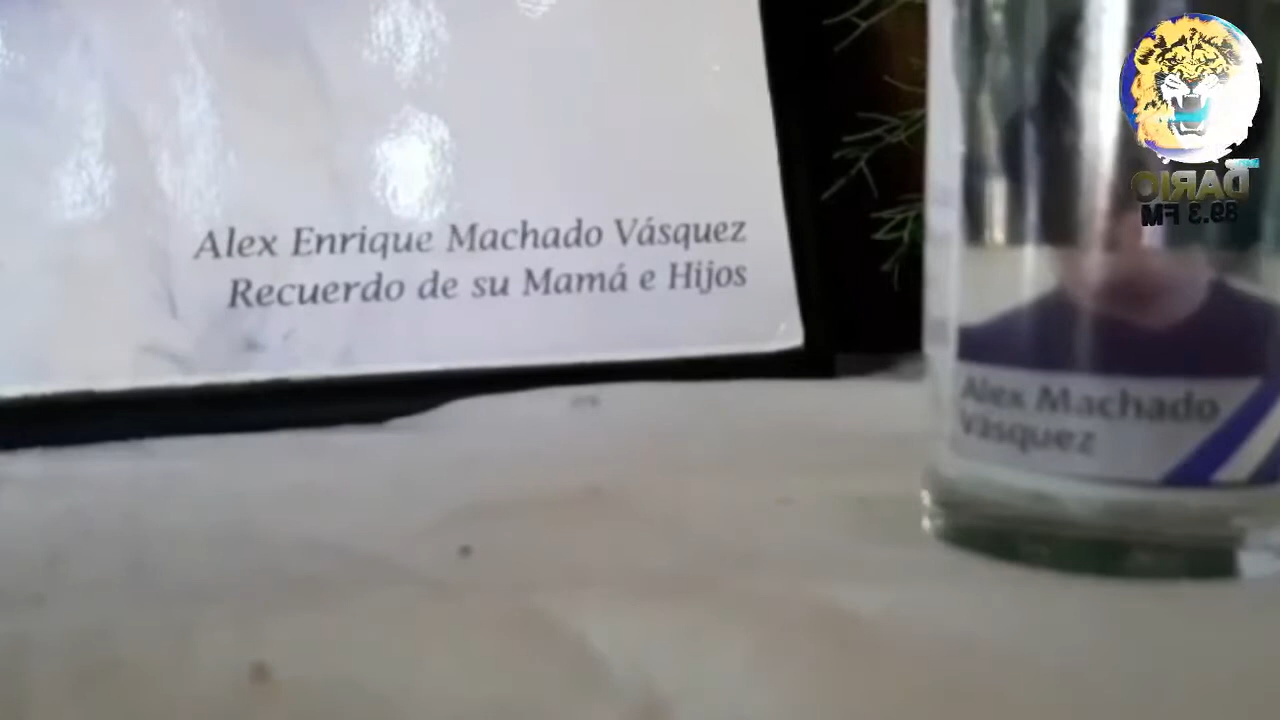 Alex Enrique Machado Vásquez
Recuerdo de su Mamá e Hijos
Alex Machado
Vásquez
DARIO
89.3 FM